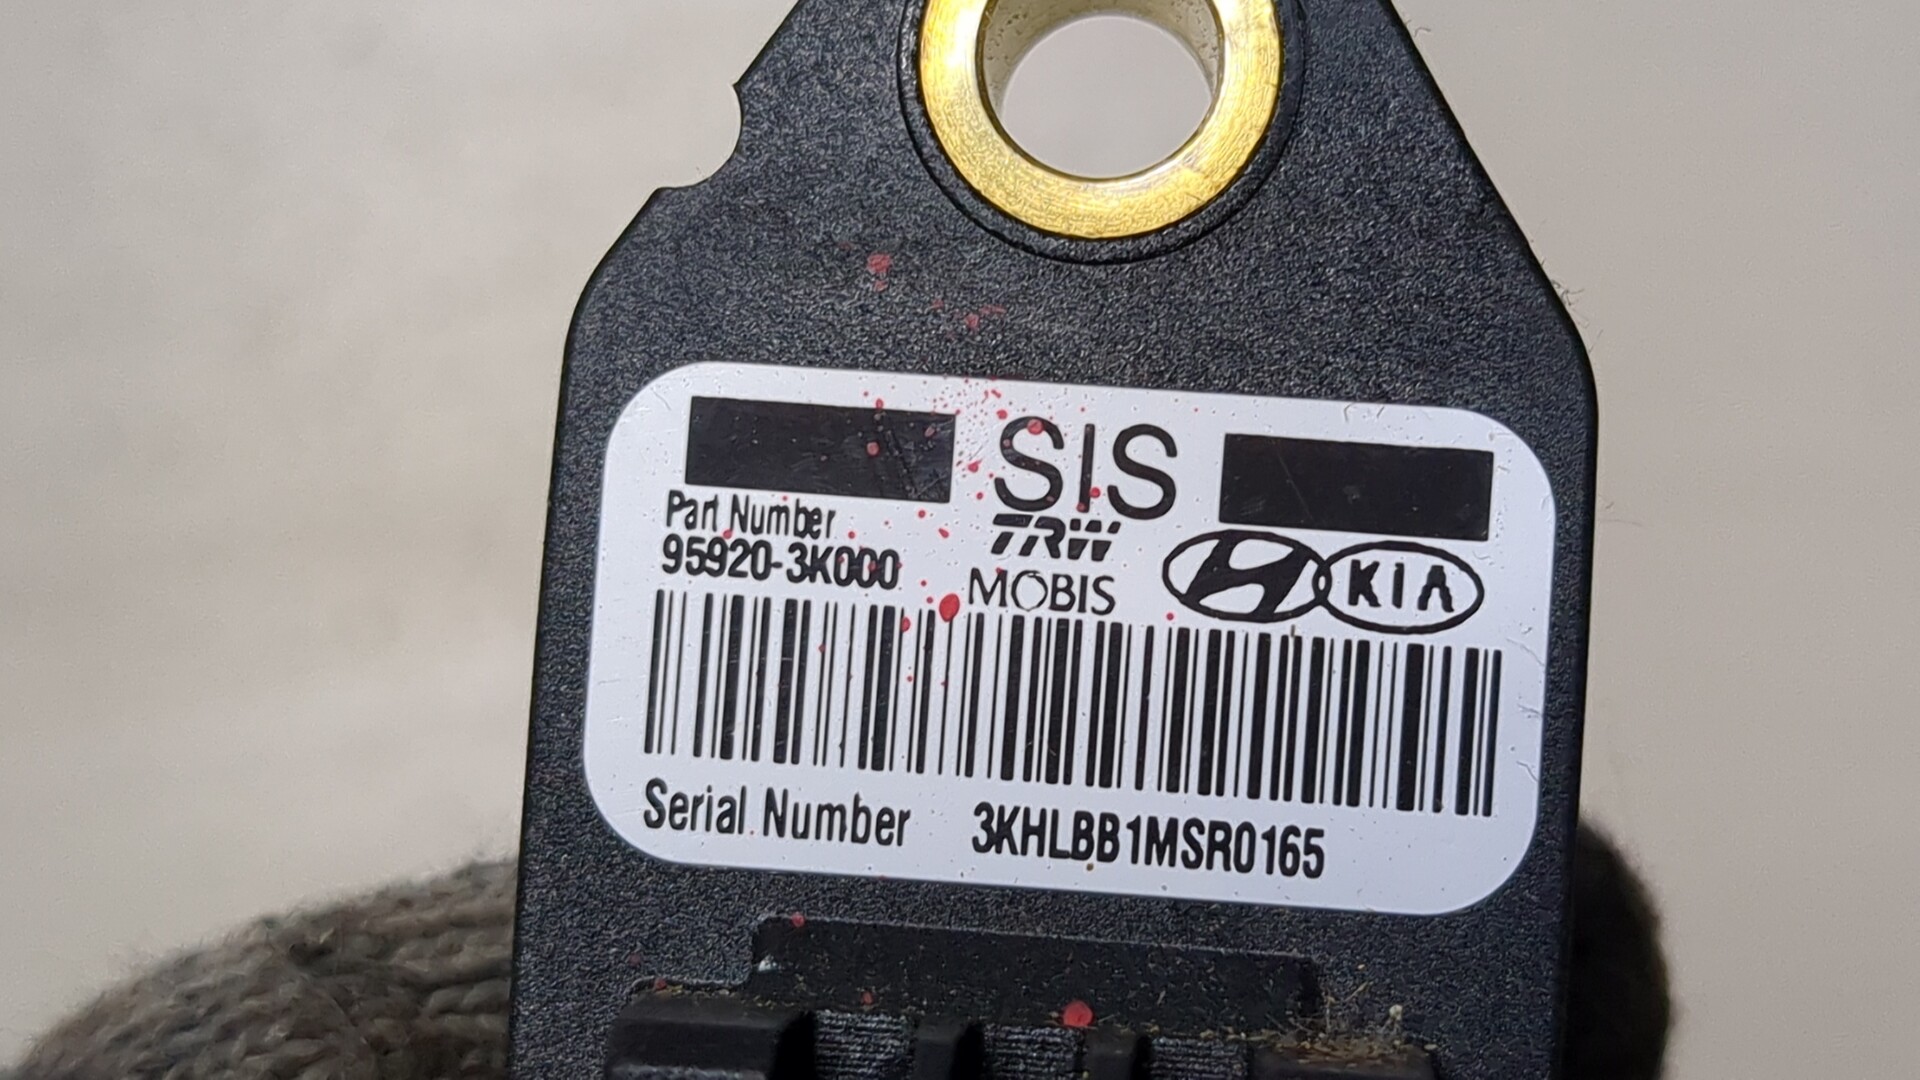 SIS
Part Number
95920-3K000
TRW
MOBIS
KIA
Serial Number 3KHLBB1MSR0165